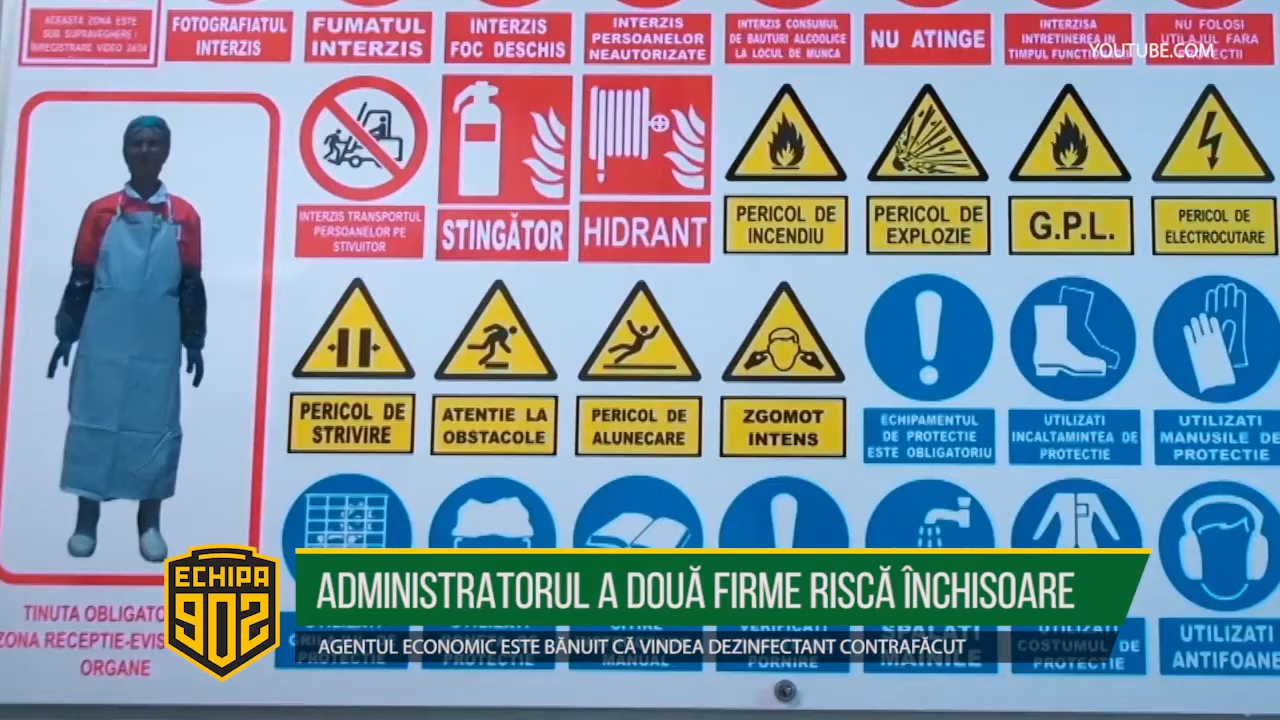 ACEASTA ZONA ESTE
SUB SUPRAVEGHERE
INREGISTRARE VIDEO
FOTOGRAFIATUL
INTERZIS
FUMATUL
INTERZIS
INTERZIS
FOC DESCHIS
INTERZIS
PERSOANELOR
NEAUTORIZATE
INTERZIS CONSUMUL
DE BAUTURI ALCOOLICE
LA LOCUL DE MUNCA
NU ATINGE
INTERZISA
INTRETINEREA IN
TIMPUL
NU FOLOSI
UTILAJUL FARA
YOUTUBE.COM
INTERZIS TRANSPORTUL
PERSOANELOR PE
STIVUITOR
STINGĂTOR
HIDRANT
PERICOL DE
INCENDIU
PERICOL DE
EXPLOZIE
G.P.L.
PERICOL DE
ELECTROCUTARE
PERICOL DE
STRIVIRE
ATENTIE LA
OBSTACOLE
PERICOL DE
ALUNECARE
ZGOMOT
INTENS
ECHIPAMENTUL
DE PROTECTIE
ESTE OBLIGATORIU
UTILIZATI
INCALTAMINTEA DE
PROTECTIE
UTILIZATI
MANUSILE DE
PROTECTIE
TINUTA
ZONA RECEPTIE-
ORGANE
SPALATI
MAINILE
UTILIZATI
COSTUMUL DE
PROTECTIE
UTILIZATI
ANTIFOANE
ECHIPA
902
ADMINISTRATORUL A DOUĂ FIRME RISCĂ ÎNCHISOARE
AGENTUL ECONOMIC ESTE BĂNUIT CĂ VINDEA DEZINFECTANT CONTRAFĂCUT